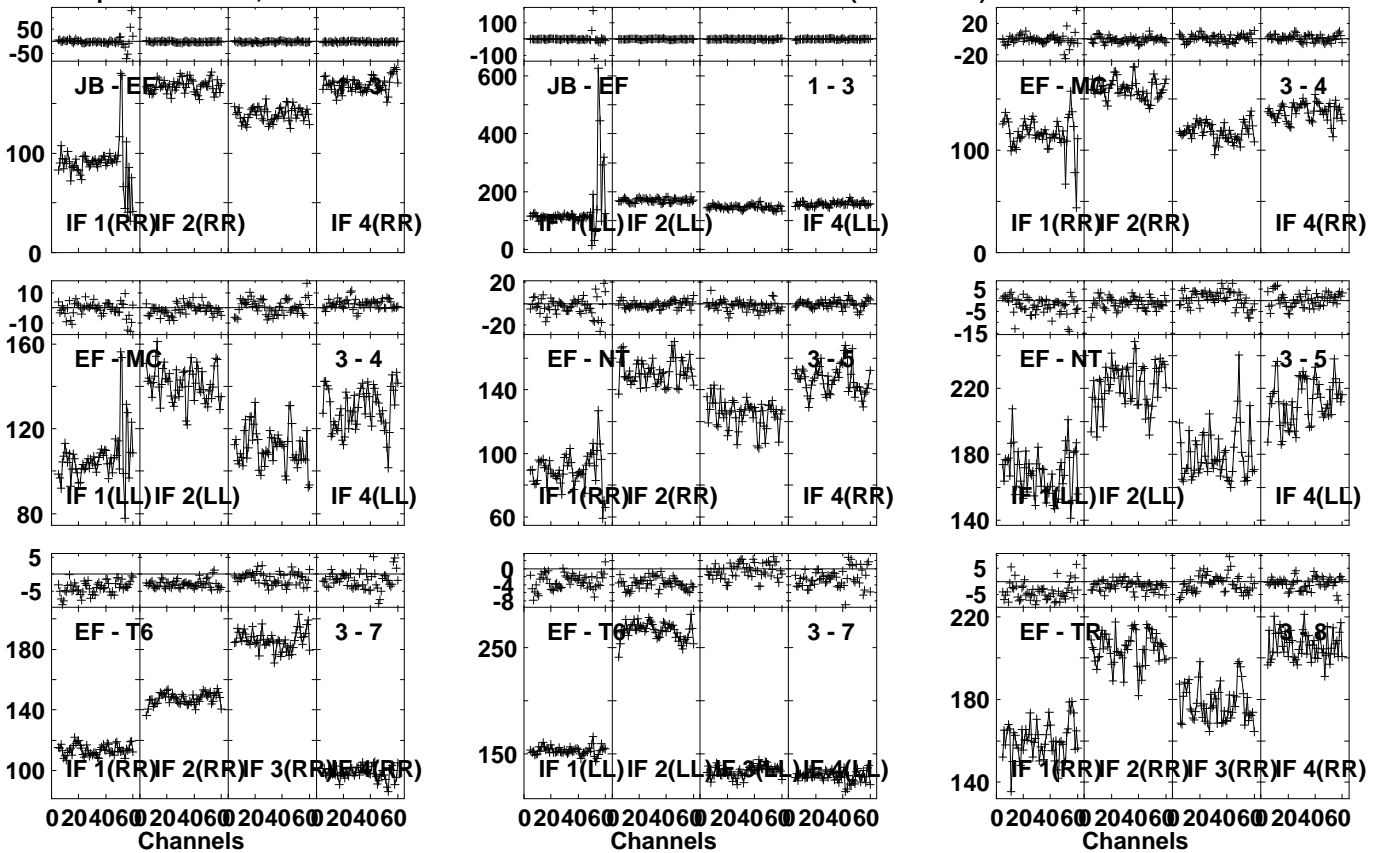 50
-50
JB - EF
100
IF 1(RR) IF 2(RR) IF 4(RR)
0
100
-100
600
JB - EF 1 - 3
400
200
IF 1(LL) IF 2(LL) IF 4(LL)
0
20
-20
EF - MC 3 - 4
100
IF 1(RR) IF 2(RR) IF 4(RR)
0
10
-10
160
EF - MC 3 - 4
120
IF 1(LL) IF 2(LL) IF 4(LL)
80
20
-20
EF - NT 3 - 5
140
100
IF 1(RR) IF 2(RR) IF 4(RR)
60
5
-5
-15
EF - NT 3 - 5
220
180
IF 1(LL) IF 2(LL) IF 4(LL)
140
5
-5
EF - T6 3 - 7
180
140
100
IF 1(RR) IF 2(RR) IF 3(RR) IF 4(RR)
0 20 40 60 0 20 40 60 0 20 40 60 0 20 40 60
Channels
0
-4
-8
EF - T6 3 - 7
250
150
IF 1(LL) IF 2(LL) IF 3(LL) IF 4(LL)
0 20 40 60 0 20 40 60 0 20 40 60 0 20 40 60
Channels
5
-5
220
EF - TR 3 - 8
180
140
IF 1(RR) IF 2(RR) IF 3(RR) IF 4(RR)
0 20 40 60 0 20 40 60 0 20 40 60 0 20 40 60
Channels